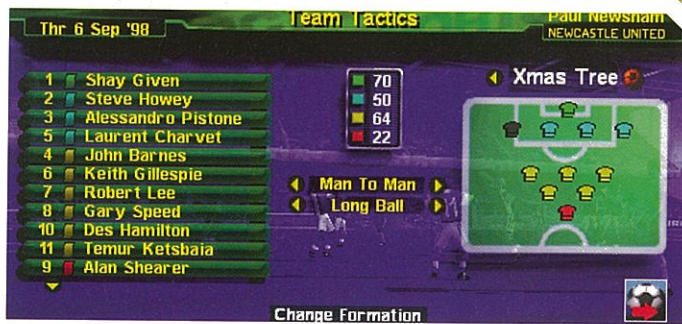 Thr 6 Sep '98
Team Tactics
Paul Newsham
NEWCASTLE UNITED
1 Shay Given
2 Steve Howey
3 Alessandro Pistone
5 Laurent Charvet
4 John Barnes
6 Keith Gillespie
7 Robert Lee
8 Gary Speed
10 Des Hamilton
11 Temur Ketsbaia
9 Alan Shearer
70
50
64
22
Man To Man
Long Ball
Xmas Tree
Change Formation